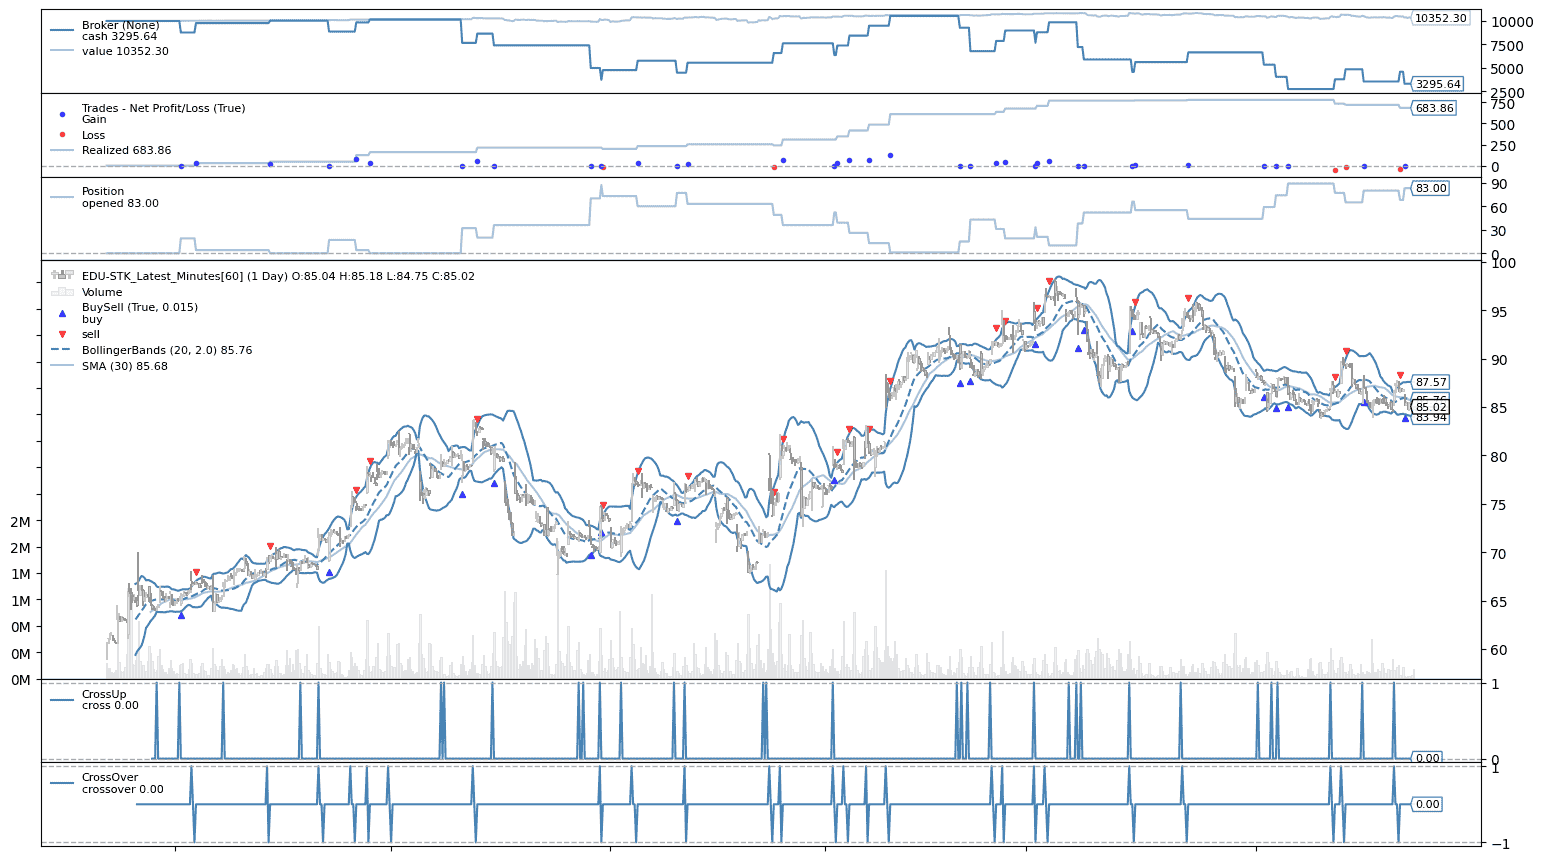 Broker (None)
cash 3295.64
value 10352.30
10352.30
10000
7500
5000
3295.64
2500
Trades - Net Profit/Loss (True)
Gain
Loss
Realized 683.86
750
683.86
500
250
0
Position
opened 83.00
90
83.00
60
30
0
EDU-STK_Latest_Minutes[60] (1 Day) O:85.04 H:85.18 L:84.75 C:85.02
Volume
BuySell (True, 0.015)
buy
sell
BollingerBands (20, 2.0) 85.76
SMA (30) 85.68
100
95
90
87.57
85.02
83.94
85
80
75
70
65
60
2M
2M
1M
1M
0M
0M
0M
CrossUp
cross 0.00
1
0.00
0
CrossOver
crossover 0.00
1
0.00
−1